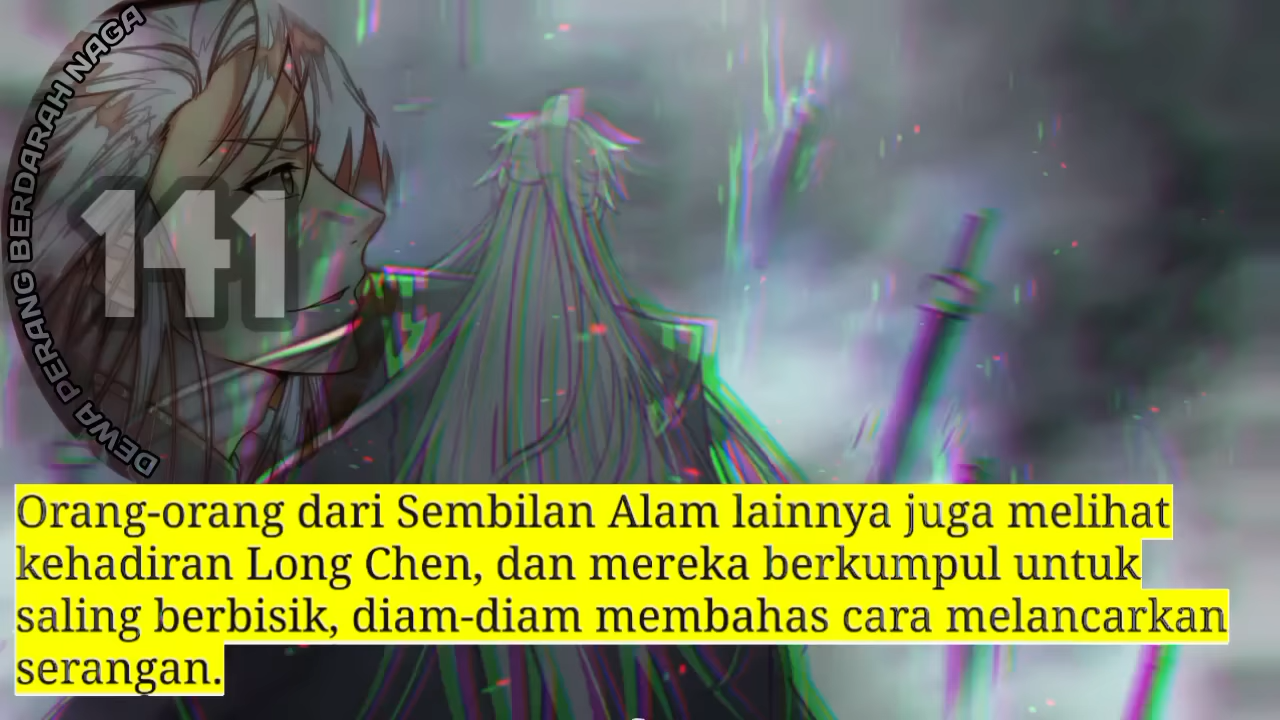 DEWA PERANG BERDARAH NAGA
141
Orang-orang dari Sembilan Alam lainnya juga melihat
kehadiran Long Chen, dan mereka berkumpul untuk
saling berbisik, diam-diam membahas cara melancarkan
serangan.